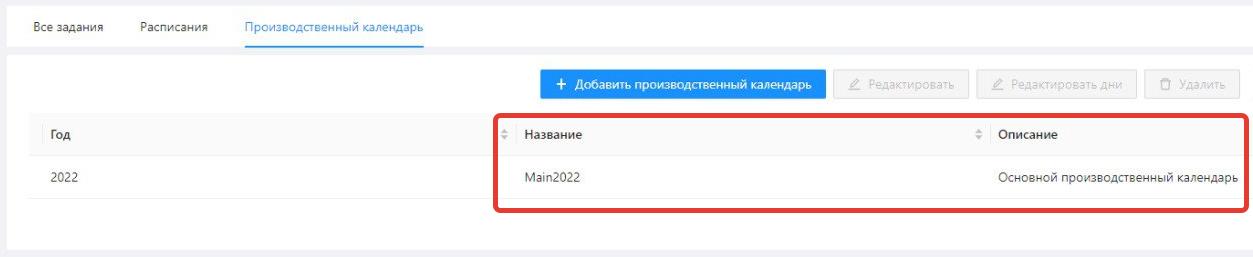 Все задания Расписания Производственный календарь
+ Добавить производственный календарь Редактировать Редактировать дни Удалить
Год Название Описание
2022 Main2022 Основной производственный календарь